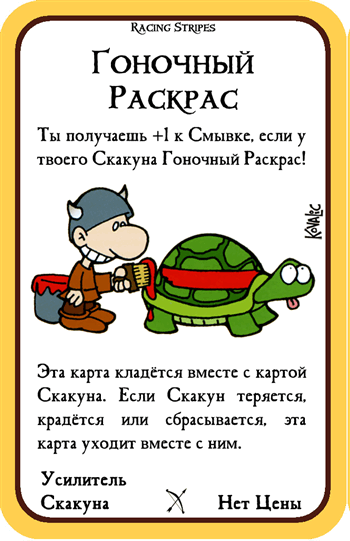 Racing Stripes
Гоночный
Раскрас
Ты получаешь +1 к Смывке, если у
твоего Скакуна Гоночный Раскрас!
Kovalic
Эта карта кладётся вместе с картой
Скакуна. Если Скакун теряется,
крадётся или сбрасывается, эта
карта уходит вместе с ним.
Усилитель
Скакуна
Нет Цены